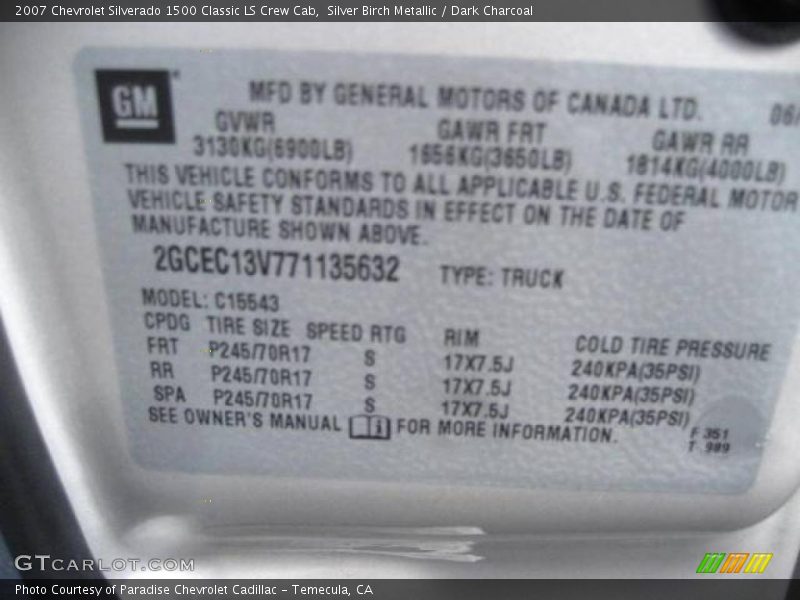 2007 Chevrolet Silverado 1500 Classic LS Crew Cab, Silver Birch Metallic / Dark Charcoal
GM
MFD BY GENERAL MOTORS OF CANADA LTD. 06/
GVWR GAWR FRT GAWR RR
3130KG(6900LB) 1656KG(3650LB) 1814KG(4000LB)
THIS VEHICLE CONFORMS TO ALL APPLICABLE U.S. FEDERAL MOTOR
VEHICLE SAFETY STANDARDS IN EFFECT ON THE DATE OF
MANUFACTURE SHOWN ABOVE.
2GCEC13V771135632 TYPE: TRUCK
MODEL: C15543
CPDG TIRE SIZE SPEED RTG RIM COLD TIRE PRESSURE
FRT P245/70R17 S 17X7.5J 240KPA(35PSI)
RR P245/70R17 S 17X7.5J 240KPA(35PSI)
SPA P245/70R17 S 17X7.5J 240KPA(35PSI)
SEE OWNER'S MANUAL FOR MORE INFORMATION.
F 351
T 989
GTCARLOT.COM
Photo Courtesy of Paradise Chevrolet Cadillac - Temecula, CA